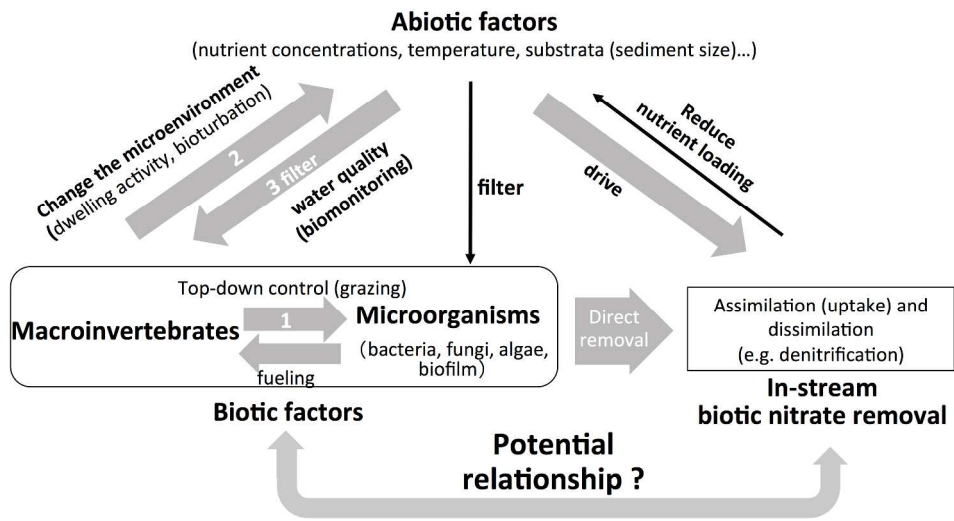 Abiotic factors
(nutrient concentrations, temperature, substrata (sediment size)...)
Change the microenvironment
(dwelling activity, bioturbation)
2
3 filter
water quality
(biomonitoring)
filter
drive
Reduce
nutrient loading
Top-down control (grazing)
Macroinvertebrates
1
Microorganisms
(bacteria, fungi, algae,
biofilm)
fueling
Biotic factors
Direct
removal
Assimilation (uptake) and
dissimilation
(e.g. denitrification)
In-stream
biotic nitrate removal
Potential
relationship ?